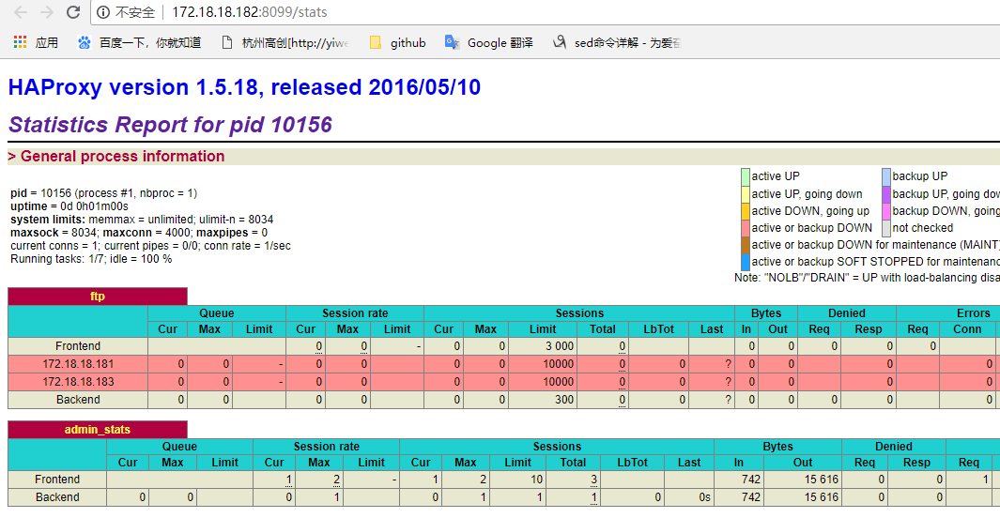 不安全 172.18.18.182:8099/stats
应用 百度一下，你就知道 杭州高创[http://yiwe github Google 翻译 sed命令详解 - 为爱奋
HAProxy version 1.5.18, released 2016/05/10
Statistics Report for pid 10156
> General process information
pid = 10156 (process #1, nbproc = 1)
uptime = 0d 0h01m00s
system limits: memmax = unlimited; ulimit-n = 8034
maxsock = 8034; maxconn = 4000; maxpipes = 0
current conns = 1; current pipes = 0/0; conn rate = 1/sec
Running tasks: 1/7; idle = 100 %
active UP backup UP
active UP, going down backup UP, going dow
active DOWN, going up backup DOWN, going
active or backup DOWN not checked
active or backup DOWN for maintenance (MAINT)
active or backup SOFT STOPPED for maintenanc
Note: "NOLB"/"DRAIN" = UP with load-balancing disa
ftp
Queue Session rate Sessions Bytes Denied Errors
Cur Max Limit Cur Max Limit Cur Max Limit Total LbTot Last In Out Req Resp Req Conn
Frontend 0 0 - 0 0 3 000 0 0 0 0 0 0
172.18.18.181 0 0 - 0 0 0 0 10000 0 0 ? 0 0 0 0
172.18.18.183 0 0 - 0 0 0 0 10000 0 0 ? 0 0 0 0
Backend 0 0 0 0 0 0 300 0 0 ? 0 0 0 0 0
admin_stats
Queue Session rate Sessions Bytes Denied
Cur Max Limit Cur Max Limit Cur Max Limit Total LbTot Last In Out Req Resp Req
Frontend 1 2 - 1 2 10 3 742 15 616 0 0 1
Backend 0 0 0 1 0 1 1 1 0 0s 742 15 616 0 0